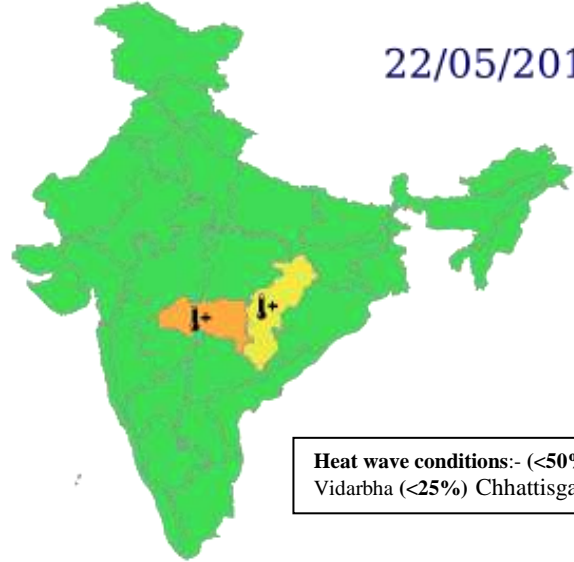 22/05/201
Heat wave conditions:- (<50%
Vidarbha (<25%) Chhattisga